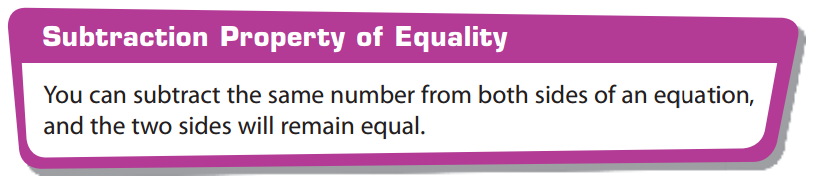 Subtraction Property of Equality
You can subtract the same number from both sides of an equation,
and the two sides will remain equal.